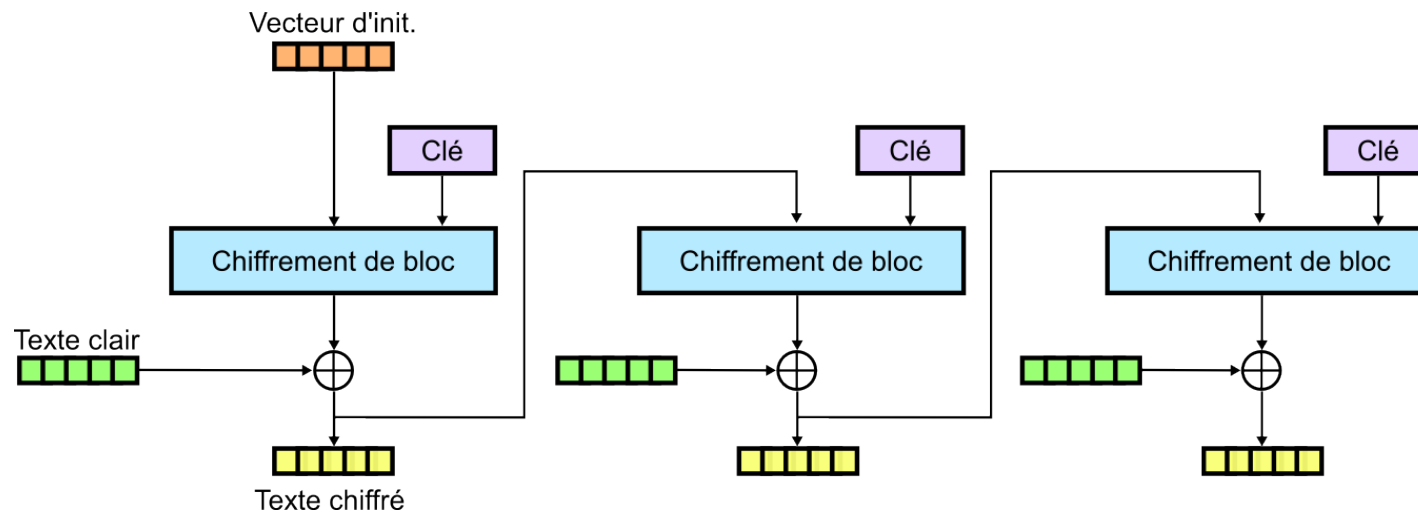 Vecteur d'init.
Clé
Clé
Clé
Chiffrement de bloc
Chiffrement de bloc
Chiffrement de bloc
Texte clair
Texte chiffré